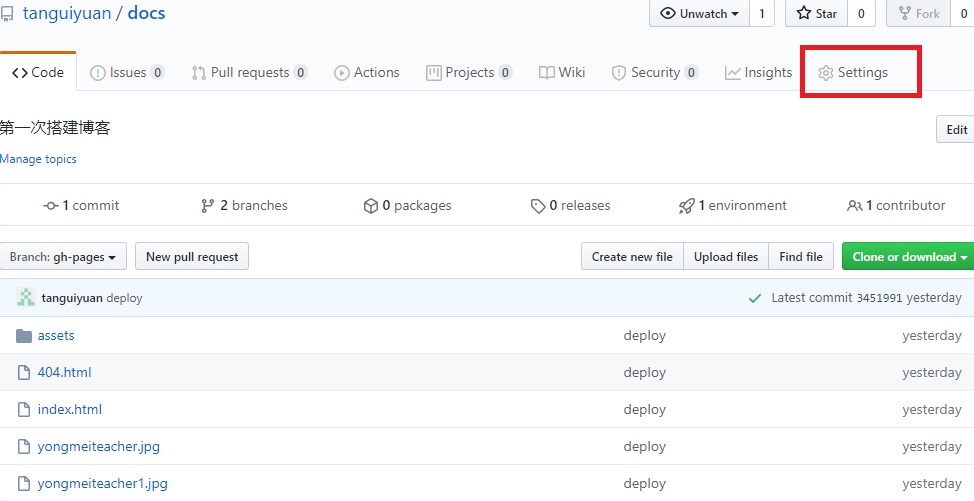 tanguiyuan / docs
Unwatch 1 Star 0 Fork 0
Code Issues 0 Pull requests 0 Actions Projects 0 Wiki Security 0 Insights Settings
第一次搭建博客
Edit
Manage topics
1 commit 2 branches 0 packages 0 releases 1 environment 1 contributor
Branch: gh-pages New pull request Create new file Upload files Find file Clone or download
tanguiyuan deploy Latest commit 3451991 yesterday
assets deploy yesterday
404.html deploy yesterday
index.html deploy yesterday
yongmeiteacher.jpg deploy yesterday
yongmeiteacher1.jpg deploy yesterday